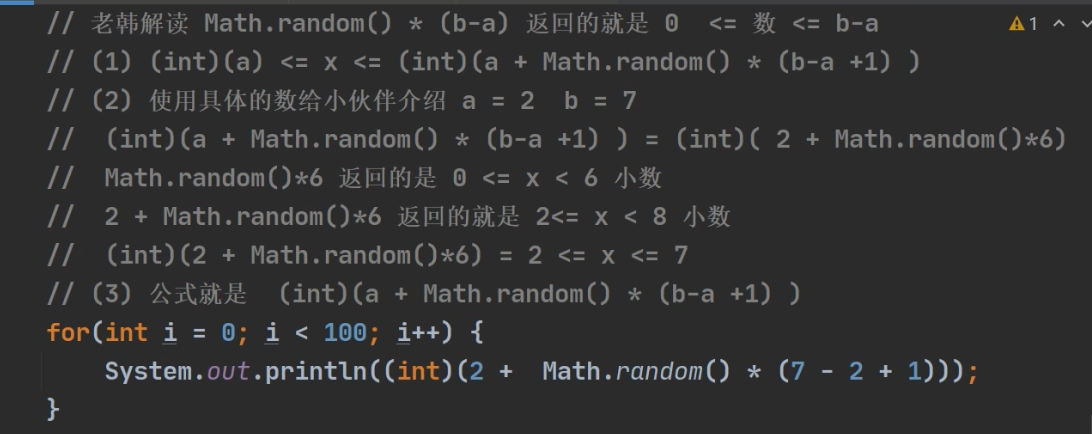 // 老韩解读 Math.random() * (b-a) 返回的就是 0  <= 数 <= b-a
1
// (1) (int)(a) <= x <= (int)(a + Math.random() * (b-a +1) )
// (2) 使用具体的数给小伙伴介绍 a = 2  b = 7
//  (int)(a + Math.random() * (b-a +1) ) = (int)( 2 + Math.random()*6)
//  Math.random()*6 返回的是 0 <= x < 6 小数
//  2 + Math.random()*6 返回的就是 2<= x < 8 小数
//  (int)(2 + Math.random()*6) = 2 <= x <= 7
// (3) 公式就是  (int)(a + Math.random() * (b-a +1) )
for(int i = 0; i < 100; i++) {
    System.out.println((int)(2 +  Math.random() * (7 - 2 + 1)));
}